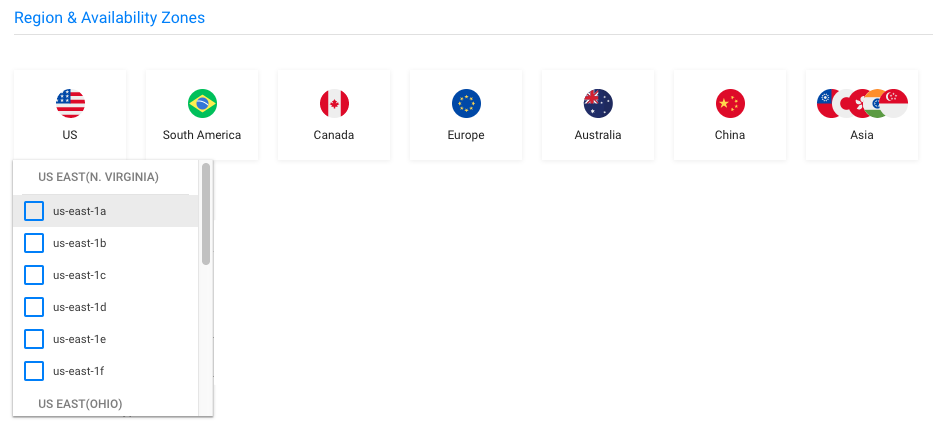 Region & Availability Zones
US
South America
Canada
Europe
Australia
China
Asia
US EAST(N. VIRGINIA)
us-east-1a
us-east-1b
us-east-1c
us-east-1d
us-east-1e
us-east-1f
US EAST(OHIO)